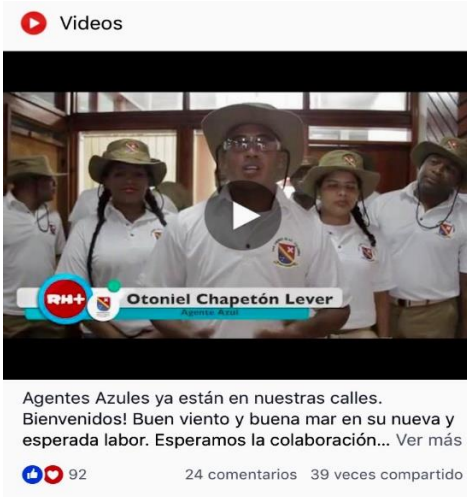 Videos
RH+
Otoniel Chapetón Lever
Agente Azul
Agentes Azules ya están en nuestras calles.
Bienvenidos! Buen viento y buena mar en su nueva y
esperada labor. Esperamos la colaboración... Ver más
92
24 comentarios 39 veces compartido